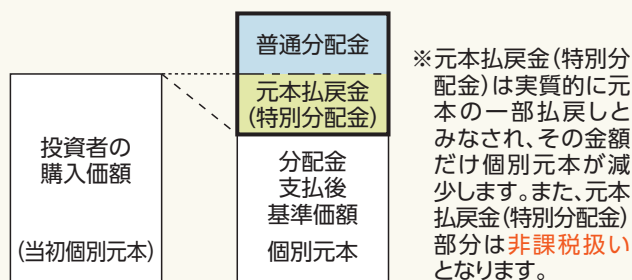 普通分配金
元本払戻金
(特別分配金)
投資者の
購入価額
(当初個別元本)
分配金
支払後
基準価額
個別元本
※元本払戻金(特別分
配金)は実質的に元
本の一部払戻しと
みなされ、その金額
だけ個別元本が減
少します。また、元本
払戻金(特別分配金)
部分は非課税扱い
となります。